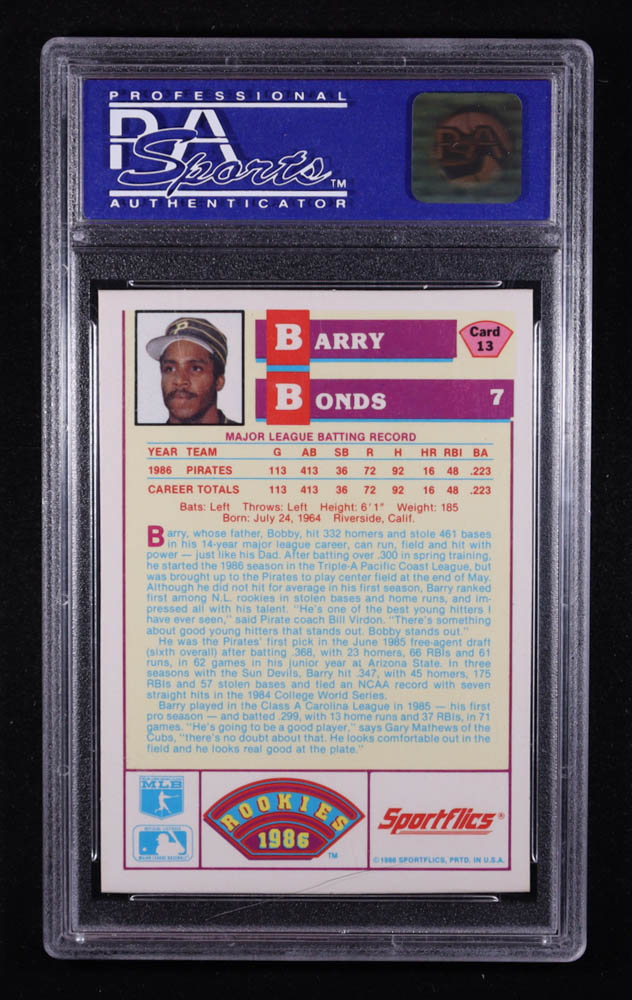 PROFESSIONAL
PSA
Sports™
AUTHENTICATOR
PSA
BARRY
Card
13
BONDS 7
MAJOR LEAGUE BATTING RECORD
YEAR TEAM G AB SB R H HR RBI BA
1986 PIRATES 113 413 36 72 92 16 48 .223
CAREER TOTALS 113 413 36 72 92 16 48 .223
Bats: Left Throws: Left Height: 6'1" Weight: 185
Born: July 24, 1964 Riverside, Calif.
Barry, whose father, Bobby, hit 332 homers and stole 461 bases
in his 14-year major league career, can run, field and hit with
power — just like his Dad. After batting over .300 in spring training,
he started the 1986 season in the Triple-A Pacific Coast League, but
was brought up to the Pirates to play center field at the end of May.
Although he did not hit for average in his first season, Barry ranked
first among N.L. rookies in stolen bases and home runs, and im-
pressed all with his talent. "He's one of the best young hitters I
have ever seen," said Pirate coach Bill Virdon. "There's something
about good young hitters that stands out. Bobby stands out."
He was the Pirates' first pick in the June 1985 free-agent draft
(sixth overall) after batting .368, with 23 homers, 66 RBIs and 61
runs, in 62 games in his junior year at Arizona State. In three
seasons with the Sun Devils, Barry hit .347, with 45 homers, 175
RBIs and 57 stolen bases and tied an NCAA record with seven
straight hits in the 1984 College World Series.
Barry played in the Class A Carolina League in 1985 — his first
pro season — and batted .299, with 13 home runs and 37 RBIs, in 71
games. "He's going to be a good player," says Gary Mathews of the
Cubs, "there's no doubt about that. He looks comfortable out in the
field and he looks real good at the plate."
MLB
MAJOR LEAGUE BASEBALL
ROOKIES
1986
™
Sportflics®
©1986 SPORTFLICS, PRTD. IN U.S.A.